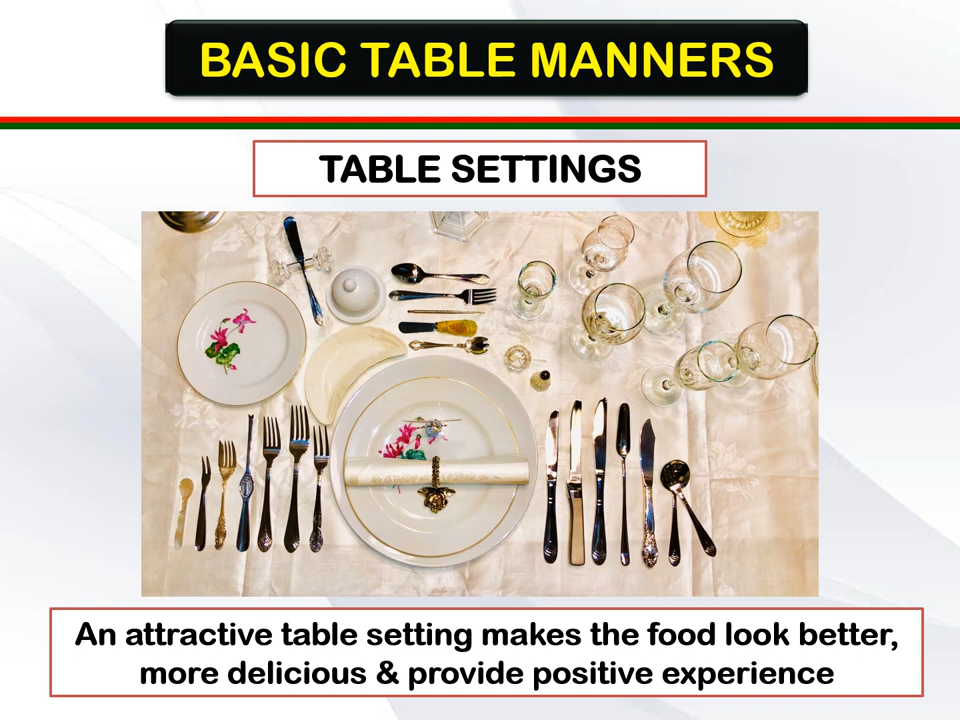 BASIC TABLE MANNERS
TABLE SETTINGS
An attractive table setting makes the food look better,
more delicious & provide positive experience